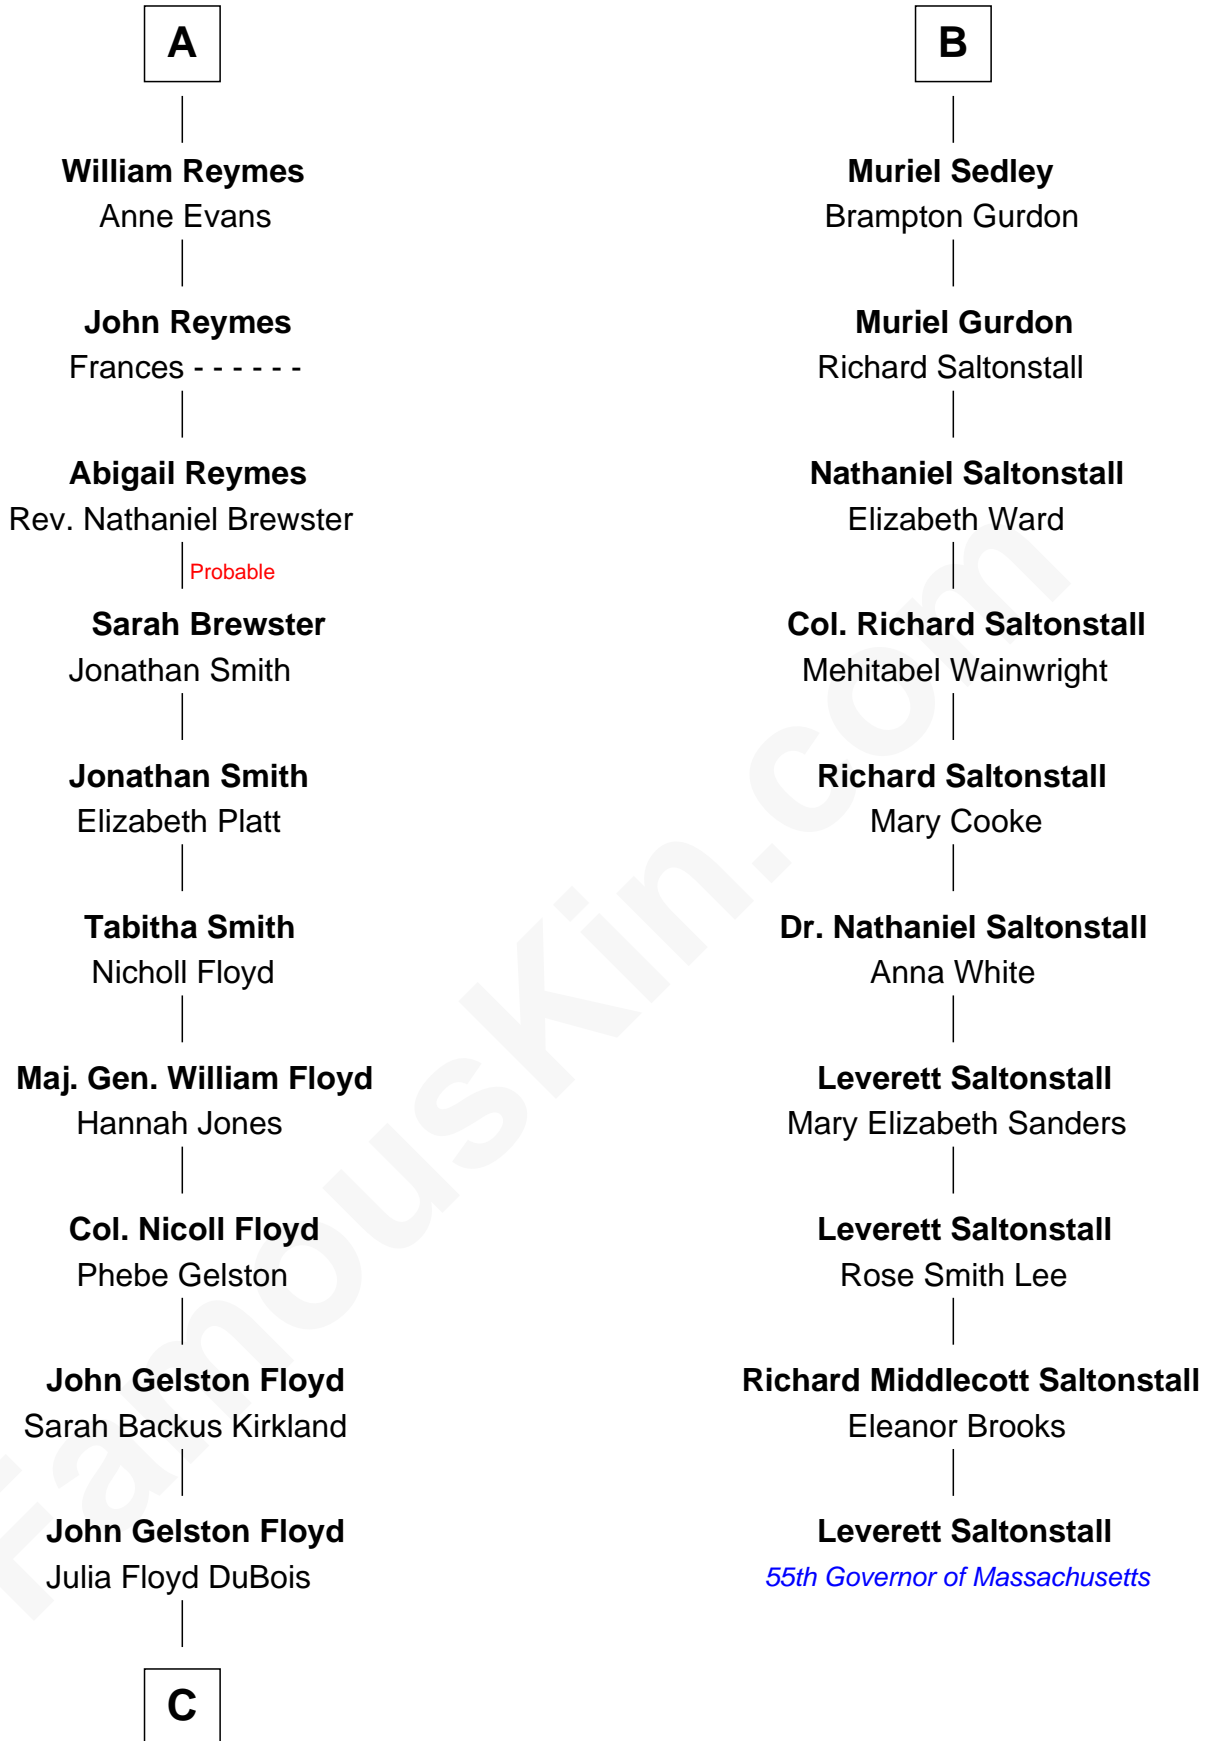 A
William Reymes
Anne Evans
John Reymes
Frances - - - - - -
Abigail Reymes
Rev. Nathaniel Brewster
Probable
Sarah Brewster
Jonathan Smith
Jonathan Smith
Elizabeth Platt
Tabitha Smith
Nicholl Floyd
Maj. Gen. William Floyd
Hannah Jones
Col. Nicoll Floyd
Phebe Gelston
John Gelston Floyd
Sarah Backus Kirkland
John Gelston Floyd
Julia Floyd DuBois
C
B
Muriel Sedley
Brampton Gurdon
Muriel Gurdon
Richard Saltonstall
Nathaniel Saltonstall
Elizabeth Ward
Col. Richard Saltonstall
Mehitabel Wainwright
Richard Saltonstall
Mary Cooke
Dr. Nathaniel Saltonstall
Anna White
Leverett Saltonstall
Mary Elizabeth Sanders
Leverett Saltonstall
Rose Smith Lee
Richard Middlecott Saltonstall
Eleanor Brooks
Leverett Saltonstall
55th Governor of Massachusetts
FamousKin.com